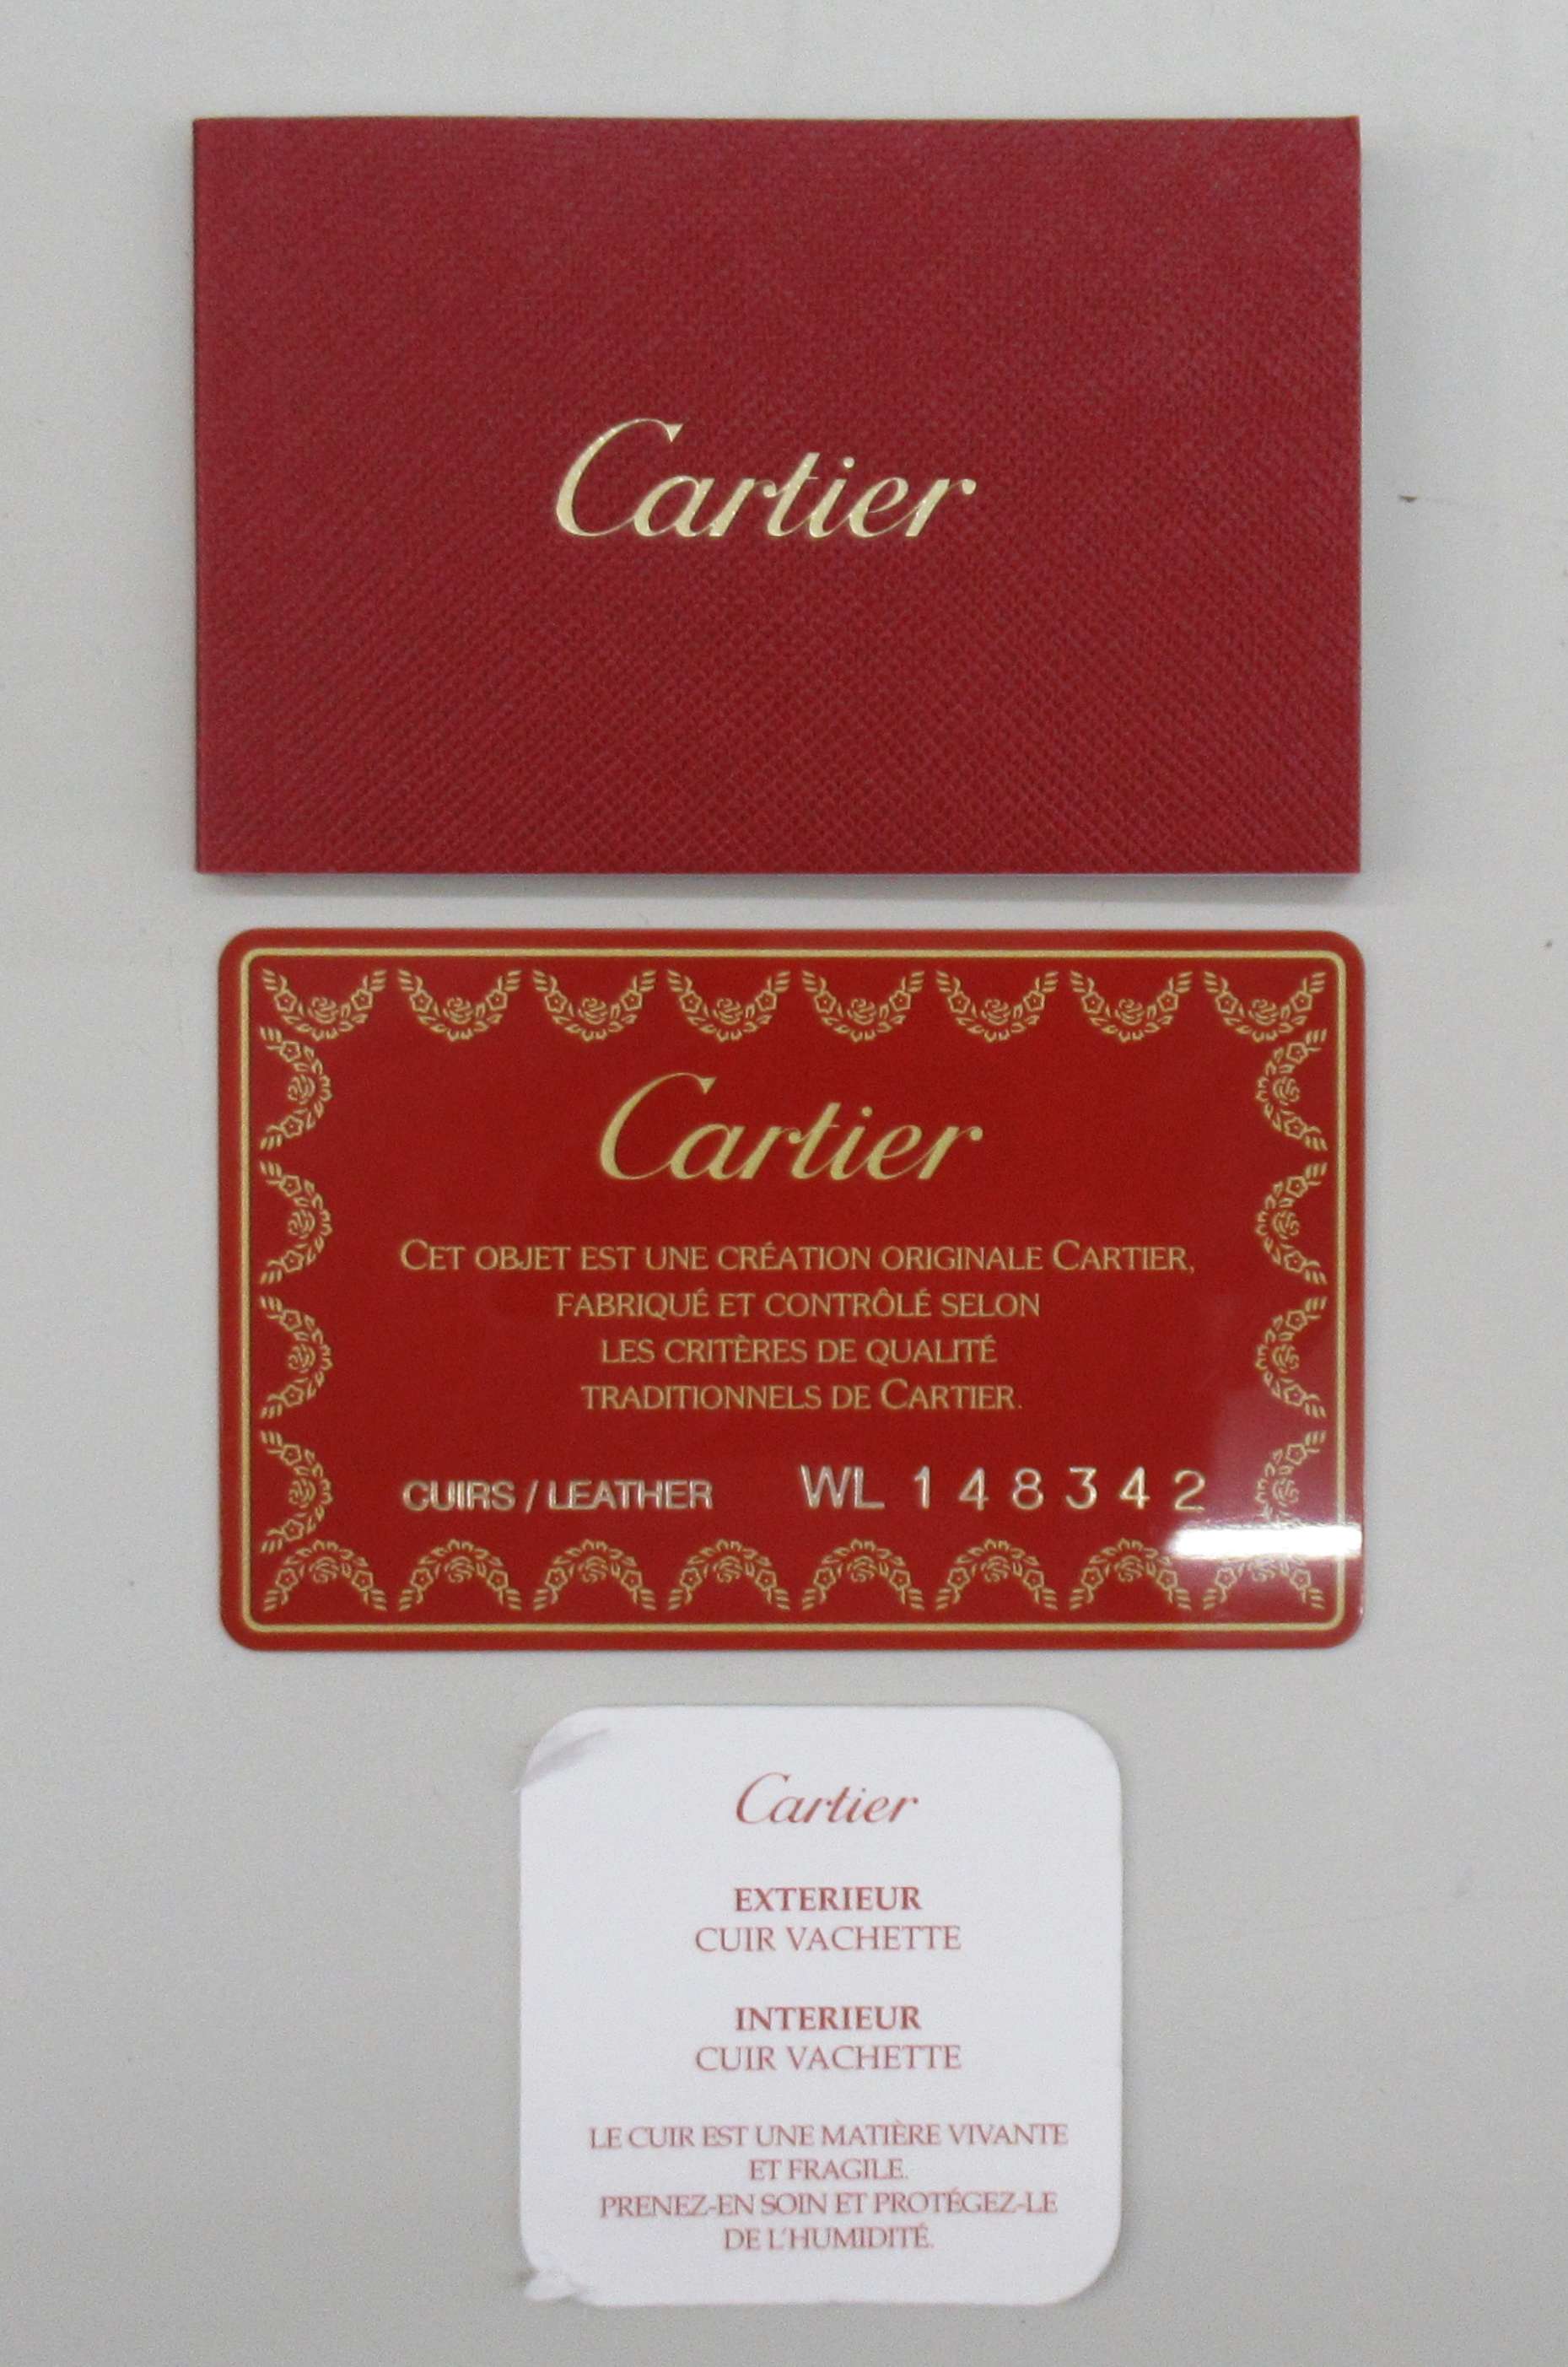 Cartier
Cartier
CET OBJET EST UNE CRÉATION ORIGINALE CARTIER,
FABRIQUÉ ET CONTRÔLÉ SELON
LES CRITÈRES DE QUALITÉ
TRADITIONNELS DE CARTIER.
CUIRS / LEATHER WL 148342
Cartier
EXTERIEUR
CUIR VACHETTE
INTERIEUR
CUIR VACHETTE
LE CUIR EST UNE MATIÈRE VIVANTE
ET FRAGILE.
PRENEZ-EN SOIN ET PROTÉGEZ-LE
DE L'HUMIDITÉ.